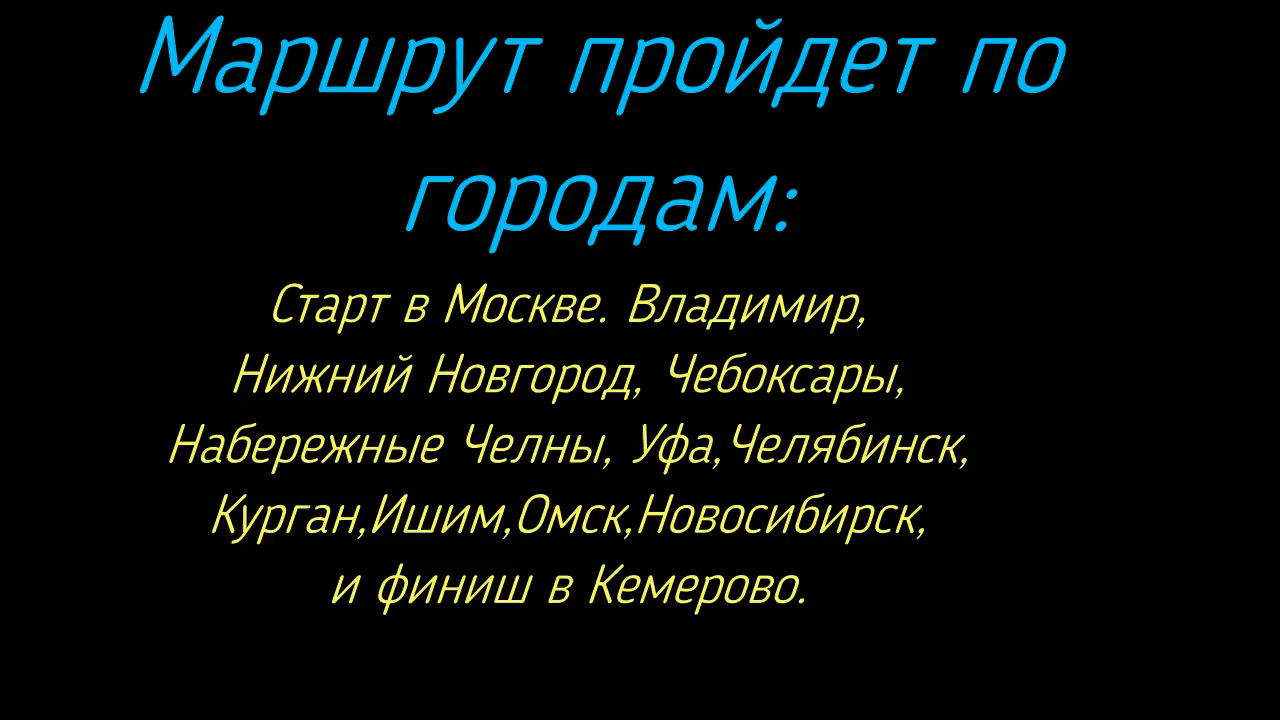 Маршрут пройдет по
городам:
Старт в Москве. Владимир,
Нижний Новгород, Чебоксары,
Набережные Челны, Уфа,Челябинск,
Курган,Ишим,Омск,Новосибирск,
и финиш в Кемерово.